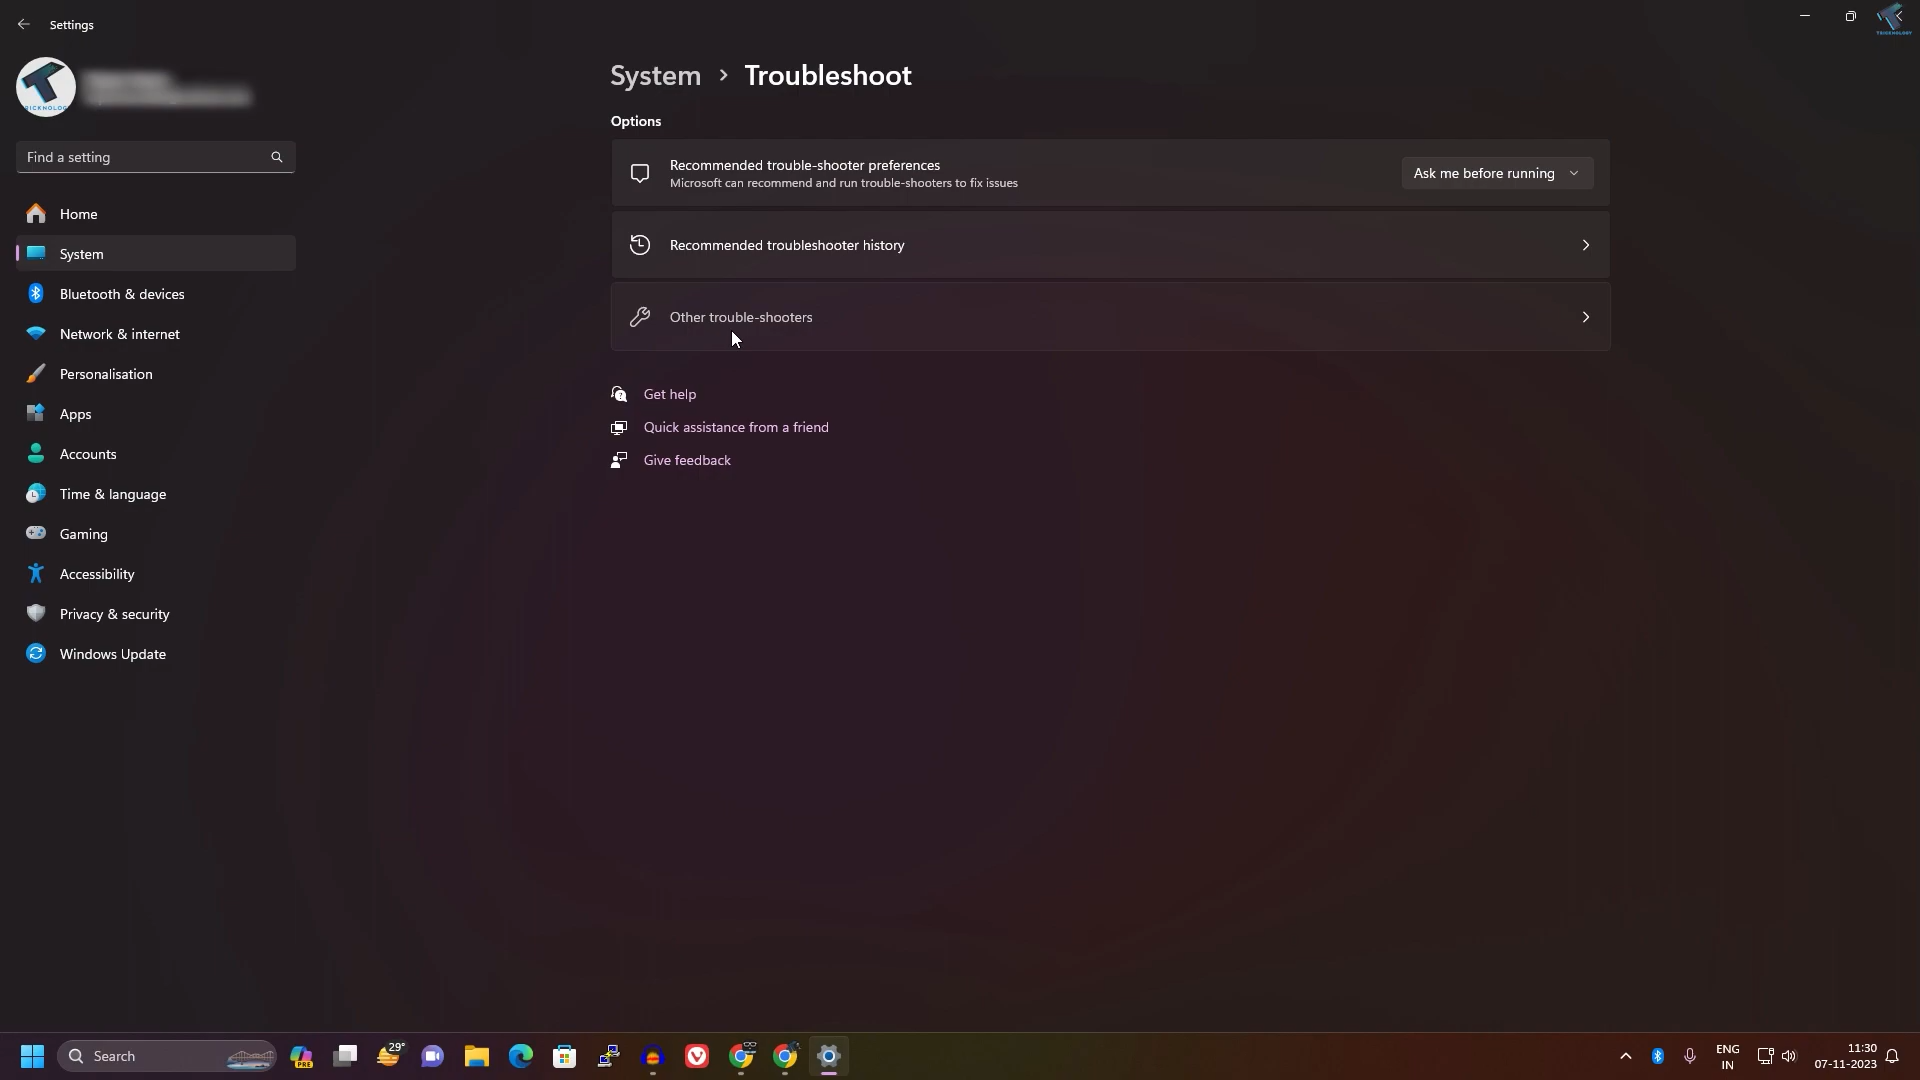 Settings
TRICKNOLOGY
System > Troubleshoot
Find a setting
Home
System
Bluetooth & devices
Network & internet
Personalisation
Apps
Accounts
Time & language
Gaming
Accessibility
Privacy & security
Windows Update
Options
Recommended trouble-shooter preferences
Microsoft can recommend and run trouble-shooters to fix issues
Ask me before running
Recommended troubleshooter history
Other trouble-shooters
Get help
Quick assistance from a friend
Give feedback
Search
PRE
29°
ENG
IN
11:30
07-11-2023